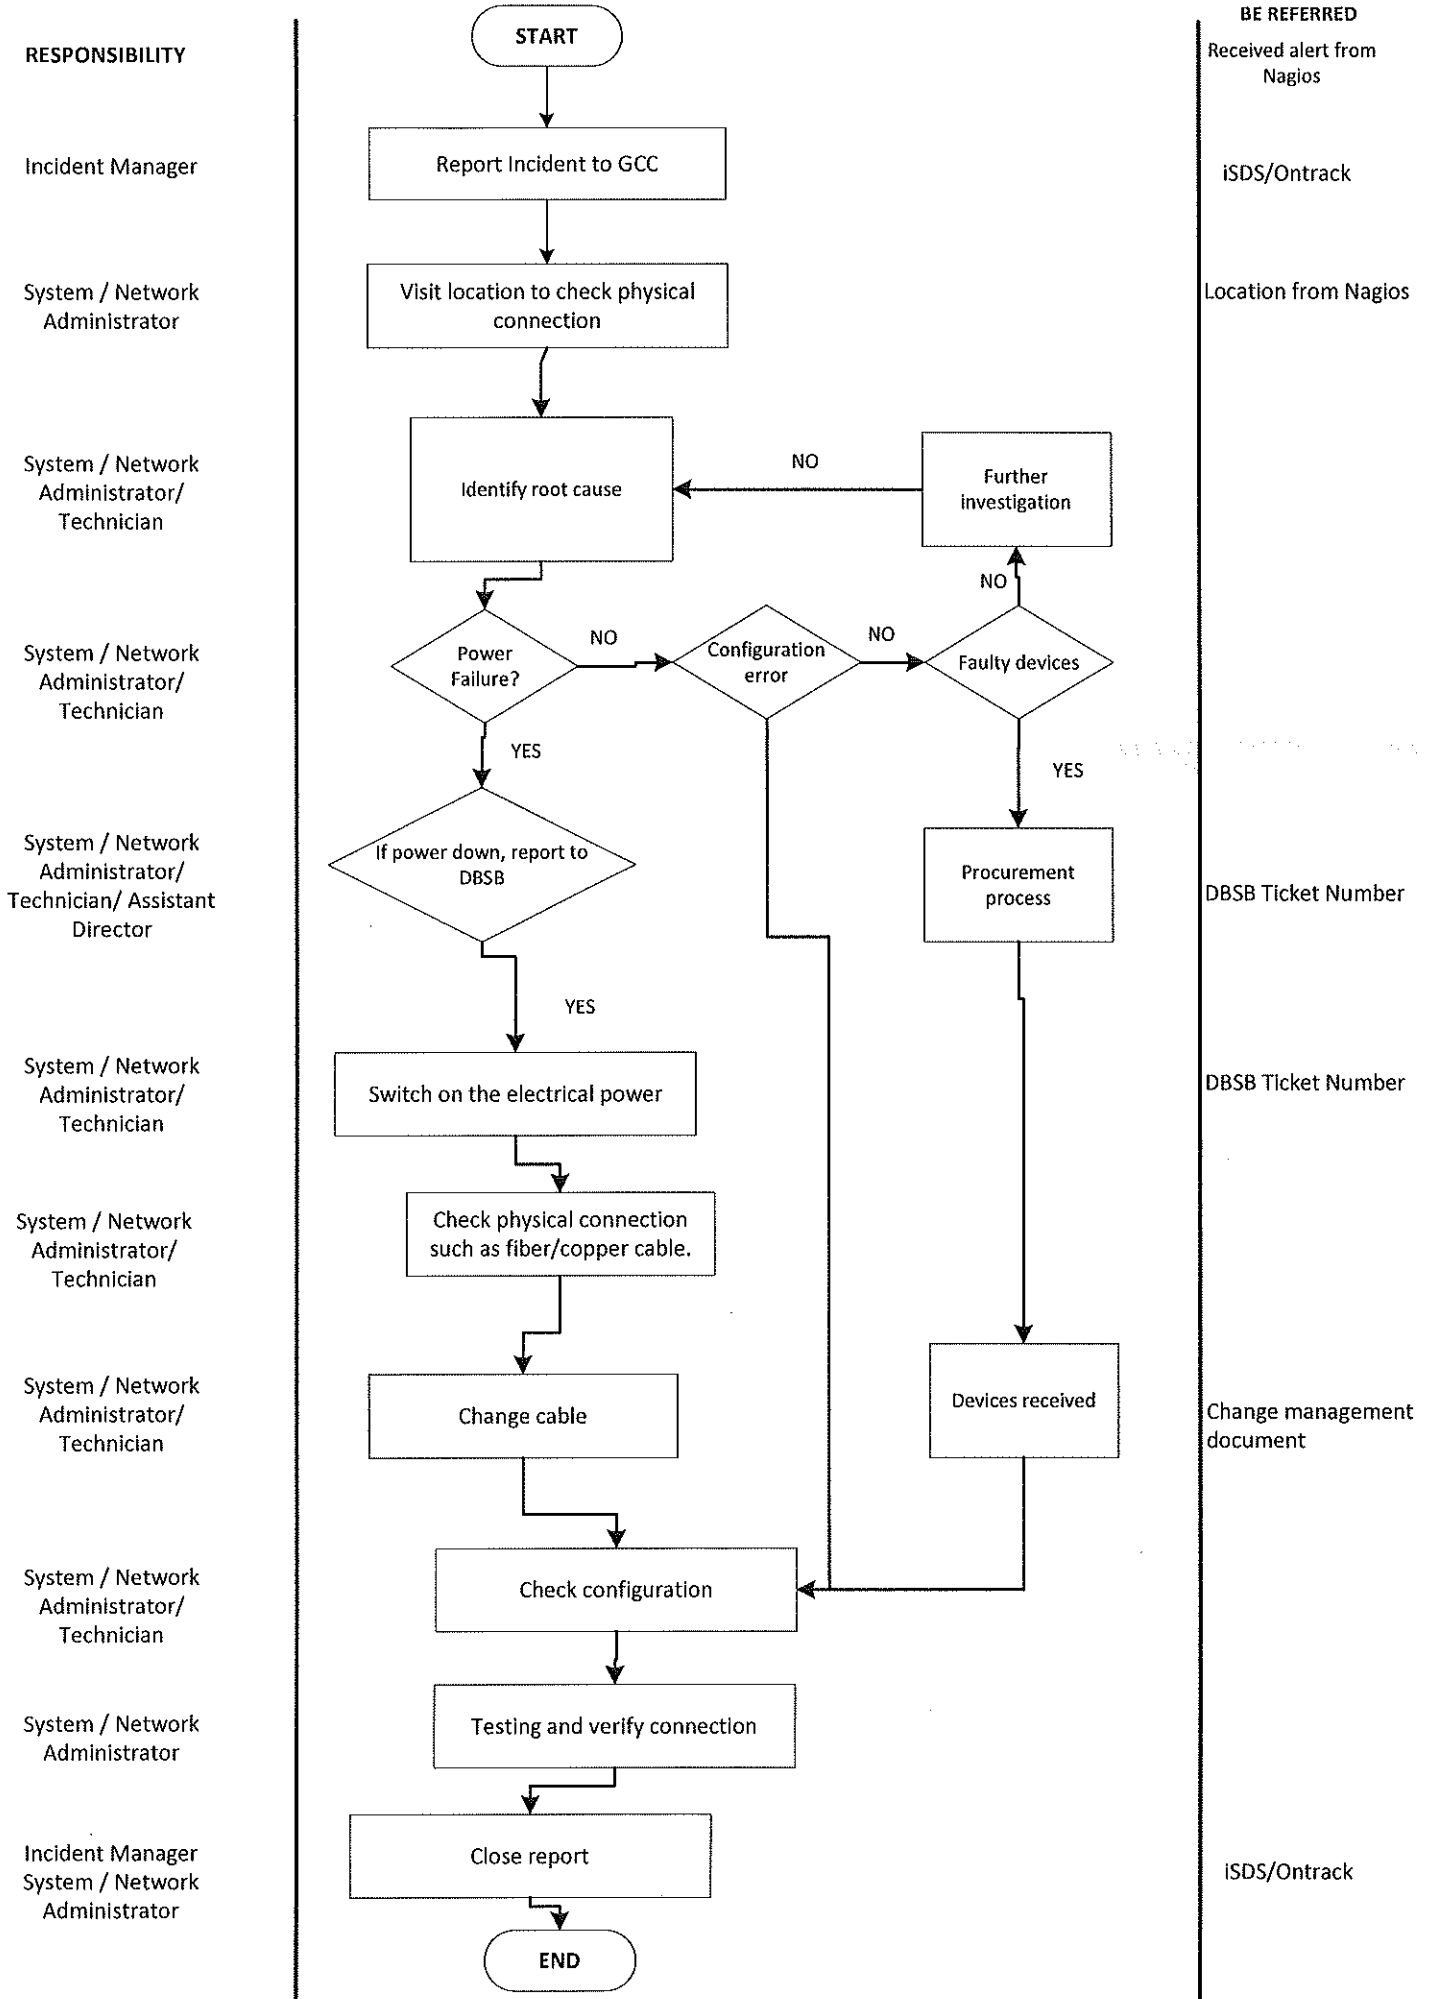 BE REFERRED
START
RESPONSIBILITY
Received alert from
Nagios
Incident Manager
Report Incident to GCC
iSDS/Ontrack
System / Network
Administrator
Visit location to check physical
connection
Location from Nagios
System / Network
Administrator/
Technician
Identify root cause
NO
Further
investigation
NO
System / Network
Administrator/
Technician
Power
Failure?
NO
Configuration
error
NO
Faulty devices
YES
YES
System / Network
Administrator/
Technician/ Assistant
Director
If power down, report to
DBSB
Procurement
process
DBSB Ticket Number
YES
System / Network
Administrator/
Technician
Switch on the electrical power
DBSB Ticket Number
System / Network
Administrator/
Technician
Check physical connection
such as fiber/copper cable.
System / Network
Administrator/
Technician
Change cable
Devices received
Change management
document
System / Network
Administrator/
Technician
Check configuration
System / Network
Administrator
Testing and verify connection
Incident Manager
System / Network
Administrator
Close report
iSDS/Ontrack
END